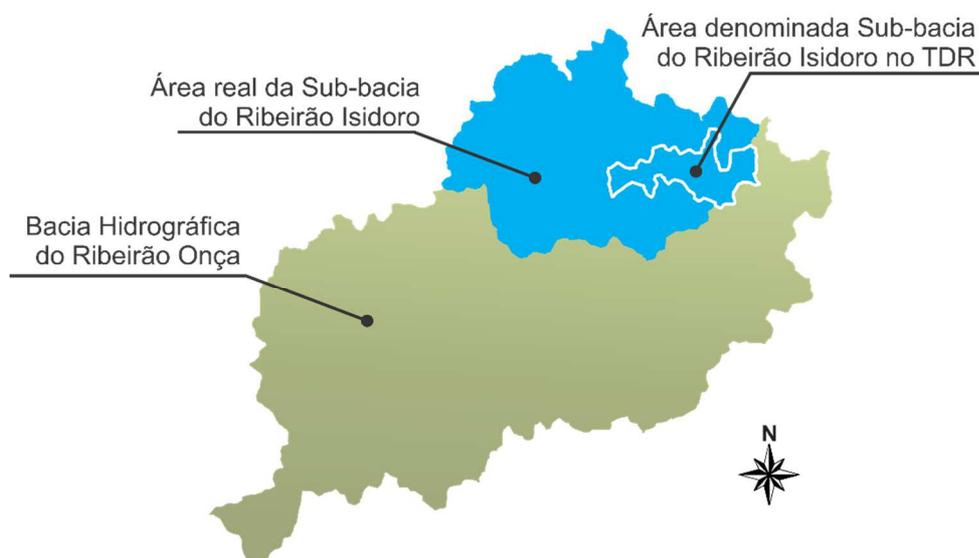 Área denominada Sub-bacia
do Ribeirão Isidoro no TDR
Área real da Sub-bacia
do Ribeirão Isidoro
Bacia Hidrográfica
do Ribeirão Onça
N